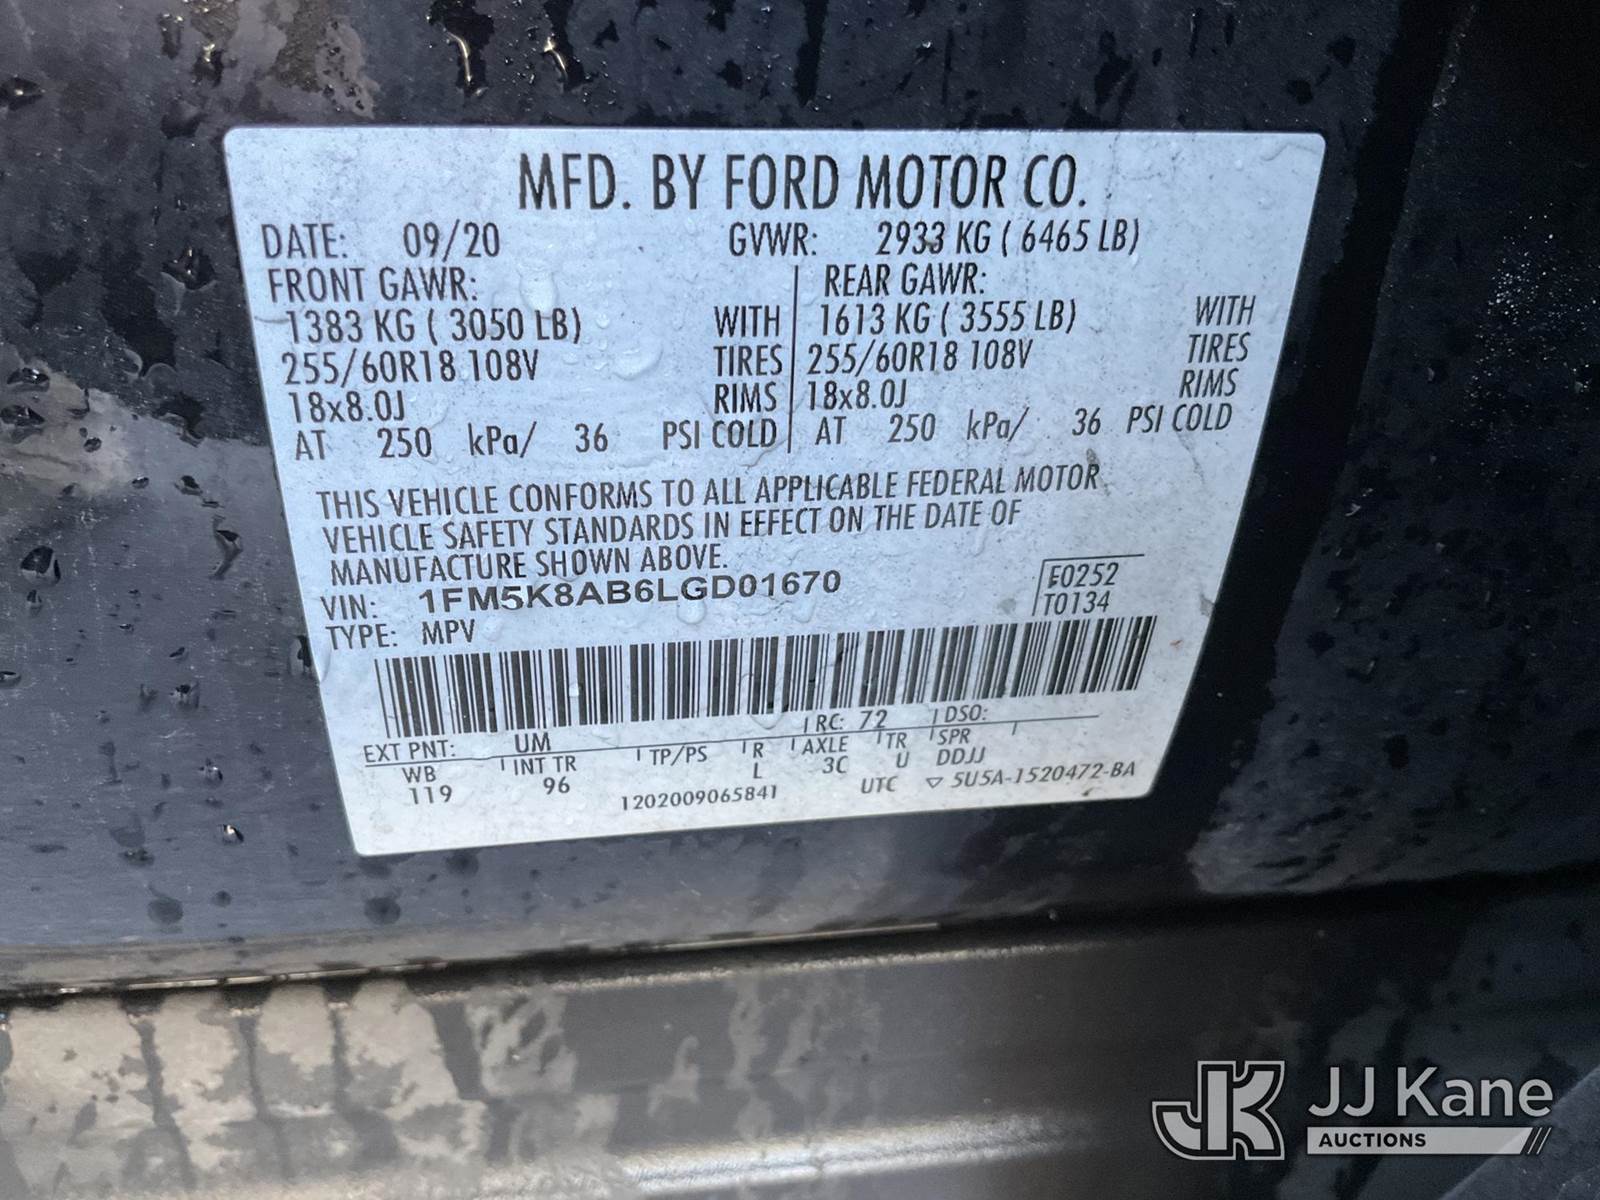 MFD. BY FORD MOTOR CO.
DATE: 09/20 GVWR: 2933 KG ( 6465 LB)
FRONT GAWR: REAR GAWR:
1383 KG ( 3050 LB) WITH 1613 KG ( 3555 LB) WITH
255/60R18 108V TIRES 255/60R18 108V TIRES
18x8.0J RIMS 18x8.0J RIMS
AT 250 kPa/ 36 PSI COLD AT 250 kPa/ 36 PSI COLD
THIS VEHICLE CONFORMS TO ALL APPLICABLE FEDERAL MOTOR
VEHICLE SAFETY STANDARDS IN EFFECT ON THE DATE OF
MANUFACTURE SHOWN ABOVE.
VIN: 1FM5K8AB6LGD01670
TYPE: MPV
E0252
T0134
EXT PNT: UM RC: 72 DSO:
WB INT TR TP/PS R AXLE TR SPR
119 96 L 3C U DDJJ
1202009065841 UTC ▽ 5U5A-1520472-BA
JK JJ Kane
AUCTIONS